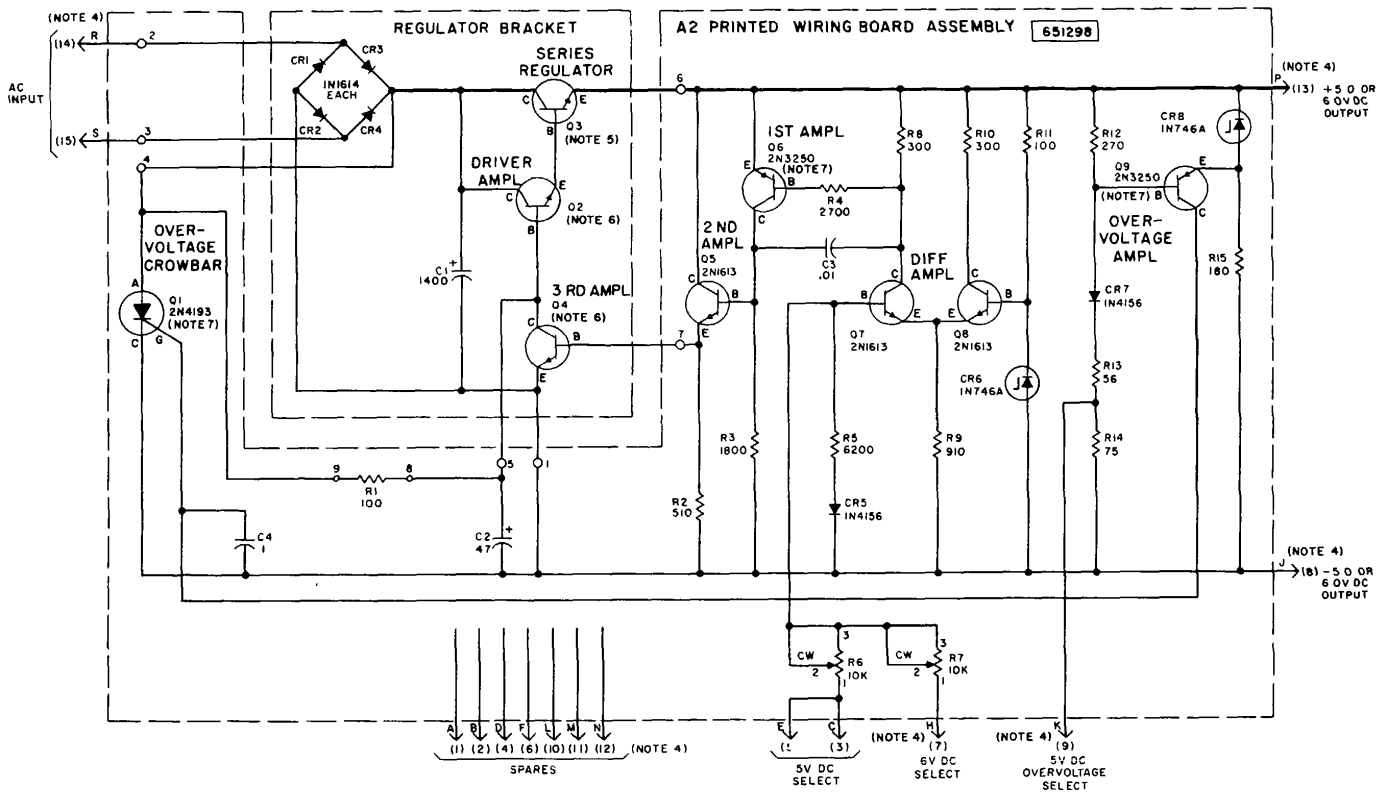 REGULATOR BRACKET
A2 PRINTED WIRING BOARD ASSEMBLY
651298
(NOTE 4)
(14)
R
2
AC
INPUT
(15)
S
3
4
CR1
CR3
1N1614
EACH
CR2
CR4
SERIES
REGULATOR
C
E
B
Q3
(NOTE 5)
DRIVER
AMPL
C
E
B
Q2
(NOTE 6)
C1
1400
+
3 RD AMPL
Q4
(NOTE 6)
C
B
E
OVER-
VOLTAGE
CROWBAR
A
Q1
2N4193
(NOTE 7)
C
G
6
7
1ST AMPL
Q6
2N3250
(NOTE 7)
E
B
C
R4
2700
2 ND
AMPL
Q5
2N1613
C
B
E
C3
.01
R8
300
R10
300
R11
100
DIFF
AMPL
C
B
E
Q7
2N1613
C
E
B
Q8
2N1613
CR6
1N746A
R12
270
Q9
2N3250
(NOTE 7)
B
E
C
OVER-
VOLTAGE
AMPL
CR8
1N746A
P
(NOTE 4)
(13) +5 0 OR
6 0V DC
OUTPUT
R15
180
CR7
1N4156
R13
56
R14
75
R3
1800
R5
6200
R9
910
CR5
1N4156
R2
510
9
8
R1
100
5
1
C4
1
C2
47
+
J
(NOTE 4)
(8) -5 0 OR
6 0V DC
OUTPUT
3
CW
2
R6
10K
1
3
CW
2
R7
10K
1
A
B
D
F
L
M
N
(1)
(2)
(4)
(6)
(10)
(11)
(12)
(NOTE 4)
SPARES
E
C
(3)
(NOTE 4)
5V DC
SELECT
H
(7)
6V DC
SELECT
(NOTE 4)
K
(9)
5V DC
OVERVOLTAGE
SELECT